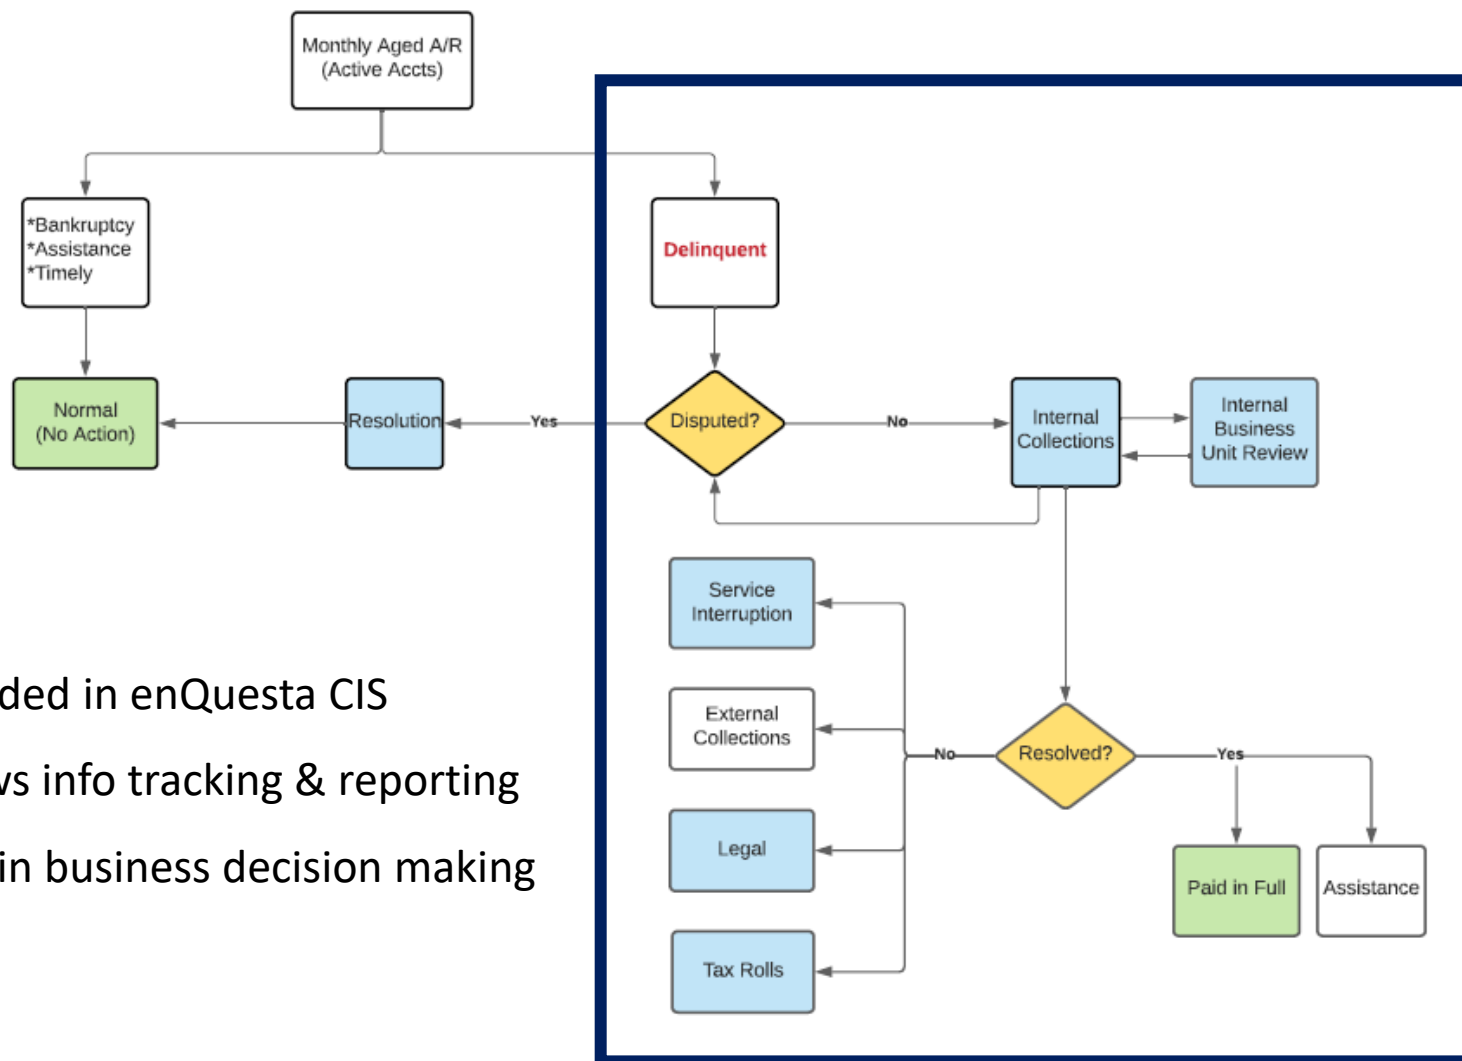 Monthly Aged A/R
(Active Accts)
*Bankruptcy
*Assistance
*Timely
Delinquent
Normal
(No Action)
Resolution
Yes
Disputed?
No
Internal
Collections
Internal
Business
Unit Review
Service
Interruption
External
Collections
No
Resolved?
Yes
Legal
Paid in Full
Assistance
Tax Rolls
ded in enQuesta CIS
vs info tracking & reporting
in business decision making